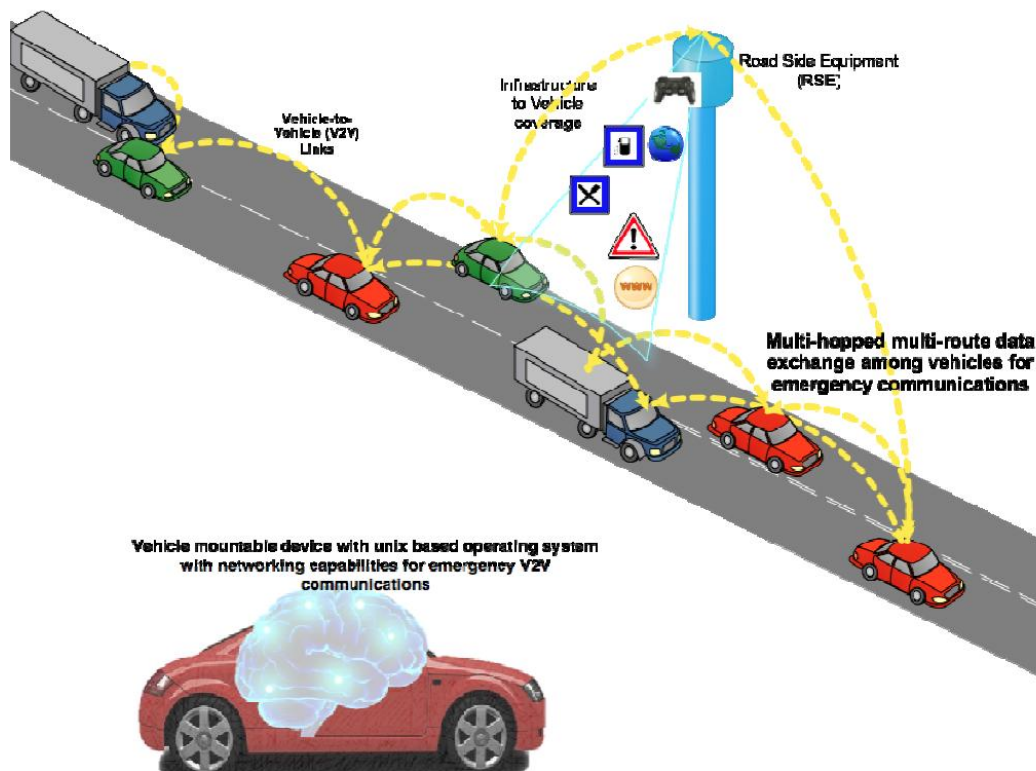 Road Side Equipment
(RSE)
Infrastructure
to Vehicle
coverage
Vehicle-to-
Vehicle (V2V)
Links
www
Multi-hopped multi-route data
exchange among vehicles for
emergency communications
Vehicle mountable device with unix based operating system
with networking capabilities for emergency V2V
communications